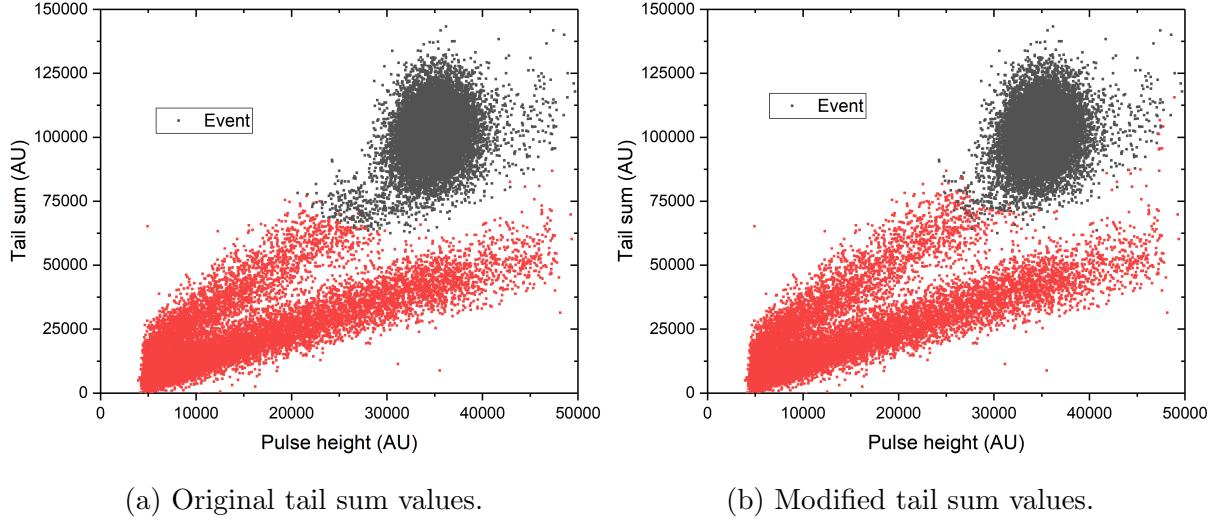 150000
125000
100000
75000
50000
25000
0
Tail sum (AU)
Event
0 10000 20000 30000 40000 50000
Pulse height (AU)
(a) Original tail sum values.
150000
125000
100000
75000
50000
25000
0
Tail sum (AU)
Event
0 10000 20000 30000 40000 50000
Pulse height (AU)
(b) Modified tail sum values.